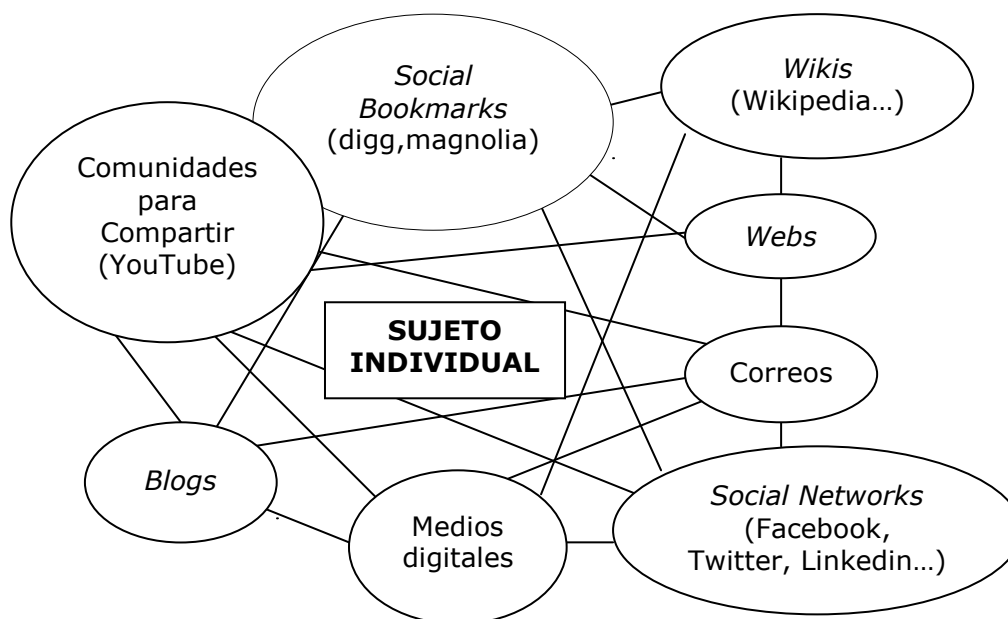 Social
Bookmarks
(digg,magnolia)
Wikis
(Wikipedia…)
Comunidades
para
Compartir
(YouTube)
Webs
SUJETO
INDIVIDUAL
Correos
Blogs
Medios
digitales
Social Networks
(Facebook,
Twitter, Linkedin…)